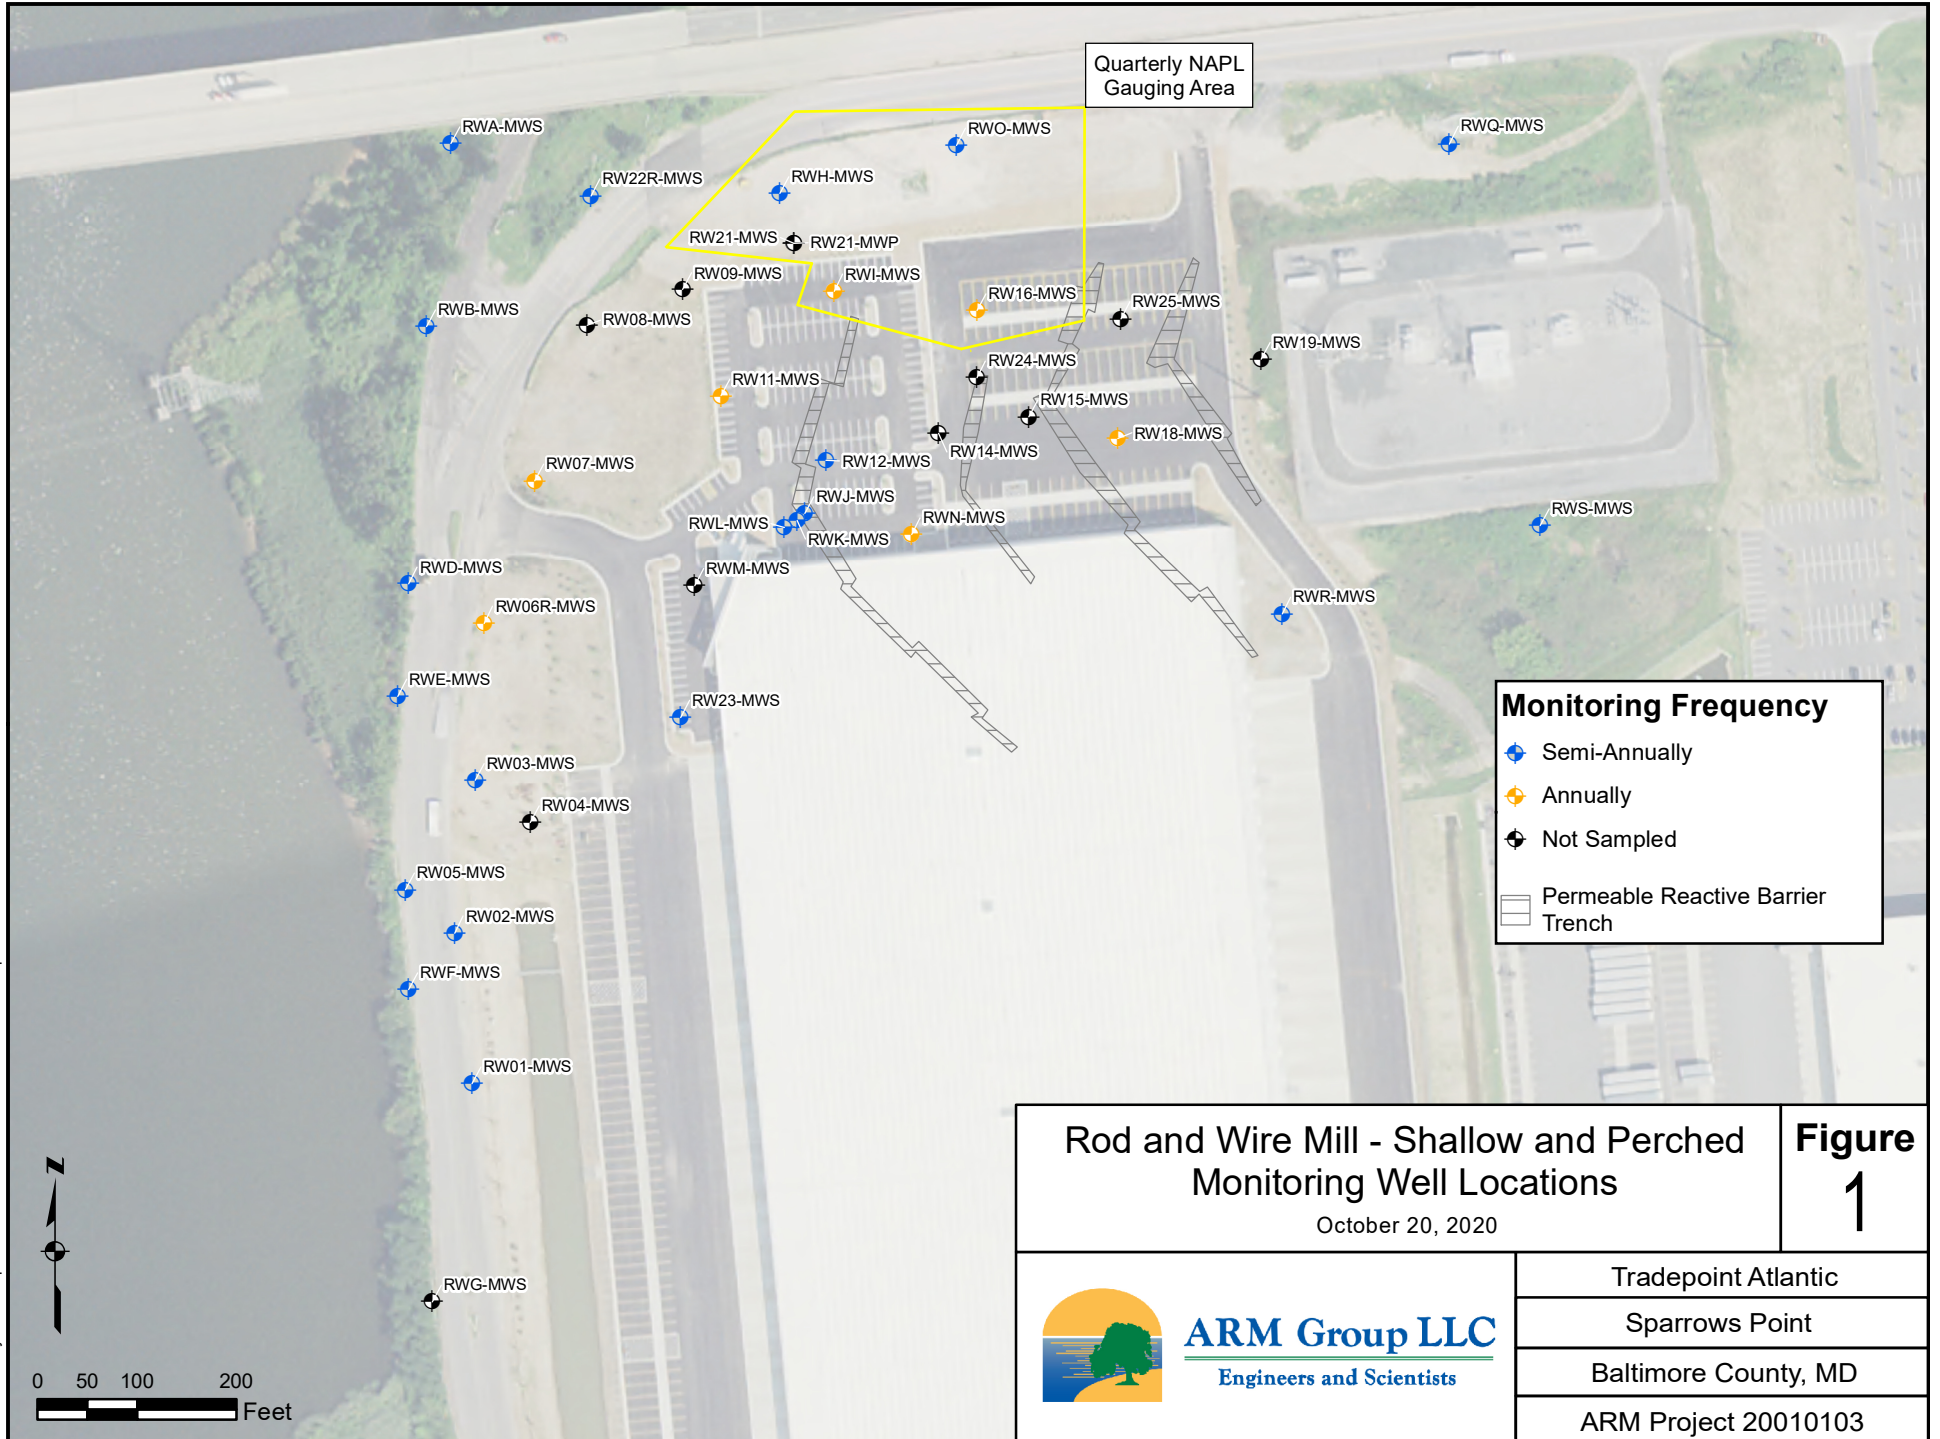 Quarterly NAPL
Gauging Area
RWA-MWS
RWO-MWS
RWQ-MWS
RW22R-MWS
RWH-MWS
RW21-MWS
RW21-MWP
RW09-MWS
RWI-MWS
RW16-MWS
RW25-MWS
RWB-MWS
RW08-MWS
RW19-MWS
RW24-MWS
RW11-MWS
RW15-MWS
RW18-MWS
RW14-MWS
RW12-MWS
RW07-MWS
RWJ-MWS
RWL-MWS
RWN-MWS
RWK-MWS
RWS-MWS
RWD-MWS
RWM-MWS
RW06R-MWS
RWR-MWS
RWE-MWS
RW23-MWS
RW03-MWS
RW04-MWS
RW05-MWS
RW02-MWS
RWF-MWS
RW01-MWS
RWG-MWS
Monitoring Frequency
Semi-Annually
Annually
Not Sampled
Permeable Reactive Barrier
Trench
N
0 50 100 200
Feet
Rod and Wire Mill - Shallow and Perched
Monitoring Well Locations
October 20, 2020
Figure
1
ARM Group LLC
Engineers and Scientists
Tradepoint Atlantic
Sparrows Point
Baltimore County, MD
ARM Project 20010103